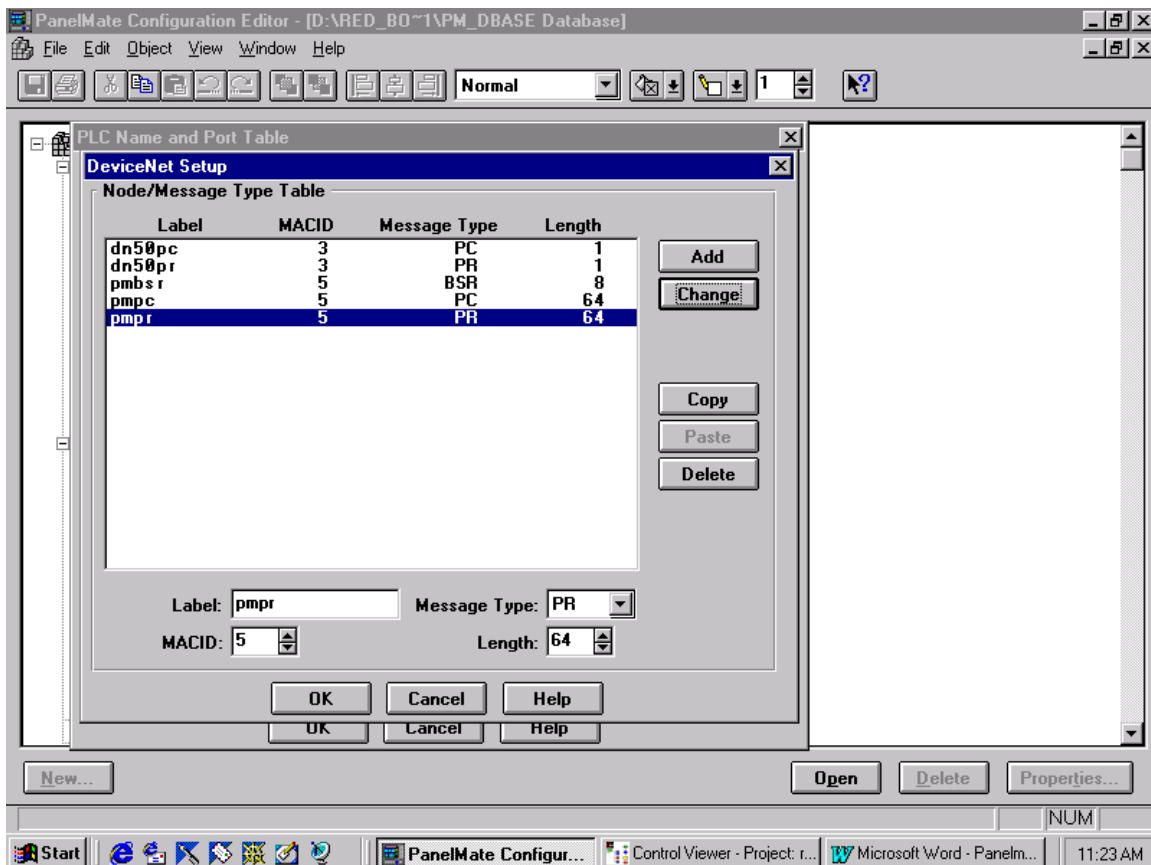 PanelMate Configuration Editor - [D:\RED_BO~1\PM_DBASE Database]
File Edit Object View Window Help
Normal 1
PLC Name and Port Table
DeviceNet Setup
Node/Message Type Table
Label MACID Message Type Length
dn50pc 3 PC 1
dn50pr 3 PR 1
pmbsr 5 BSR 8
pmpc 5 PC 64
pmpr 5 PR 64
Add
Change
Copy
Paste
Delete
Label: pmpr Message Type: PR
MACID: 5 Length: 64
OK Cancel Help
OK Cancel Help
New... Open Delete Properties...
NUM
Start PanelMate Configur... Control Viewer - Project: r... Microsoft Word - Panelm... 11:23 AM